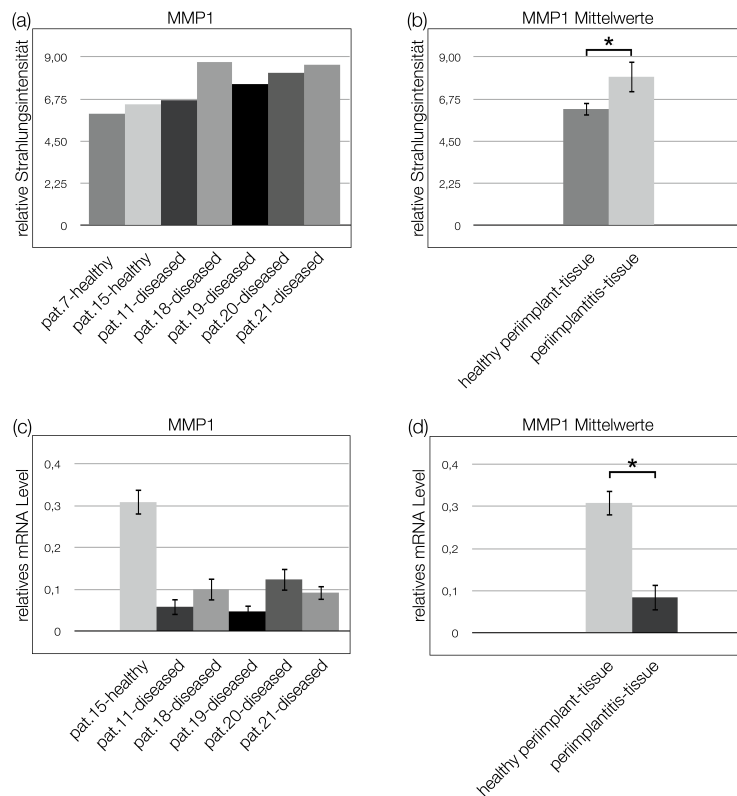 (a)
MMP1
relative Strahlungsintensität
9,00
6,75
4,50
2,25
0
pat.7-healthy
pat.15-healthy
pat.11-diseased
pat.18-diseased
pat.19-diseased
pat.20-diseased
pat.21-diseased
(b)
MMP1 Mittelwerte
relative Strahlungsintensität
9,00
6,75
4,50
2,25
0
*
healthy periimplant-tissue
periimplantitis-tissue
(c)
MMP1
relatives mRNA Level
0,4
0,3
0,2
0,1
0
pat.15-healthy
pat.11-diseased
pat.18-diseased
pat.19-diseased
pat.20-diseased
pat.21-diseased
(d)
MMP1 Mittelwerte
relatives mRNA Level
0,4
0,3
0,2
0,1
0
*
healthy periimplant-tissue
periimplantitis-tissue